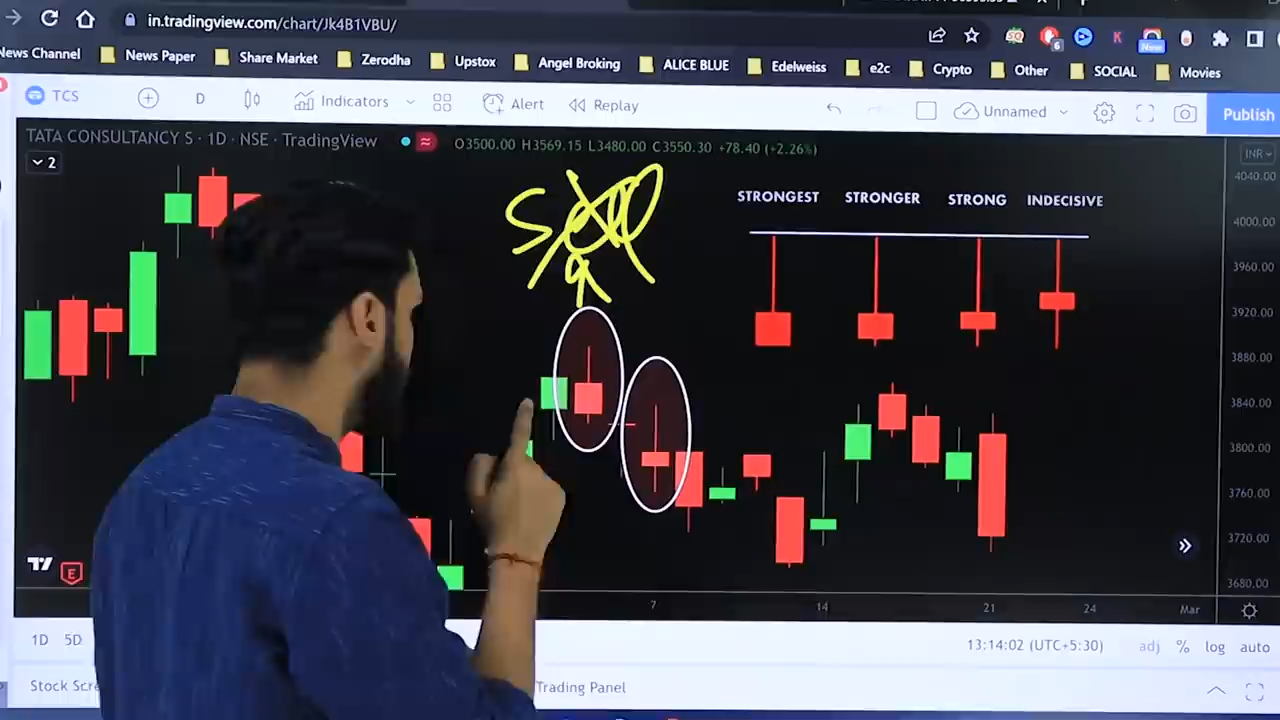 in.tradingview.com/chart/Jk4B1VBU/
News Channel News Paper Share Market Zerodha Upstox Angel Broking ALICE BLUE Edelweiss e2c Crypto Other SOCIAL Movies
TCS D Indicators Alert Replay Unnamed Publish
TATA CONSULTANCY S · 1D · NSE · TradingView O3500.00 H3569.15 L3480.00 C3550.30 +78.40 (+2.26%) INR
2
4040.00
STRONGEST STRONGER STRONG INDECISIVE
4000.00
3960.00
3920.00
3880.00
3840.00
3800.00
3760.00
3720.00
3680.00
E
7 14 21 24 Mar
1D 5D 13:14:02 (UTC+5:30) adj % log auto
Stock Scre Trading Panel